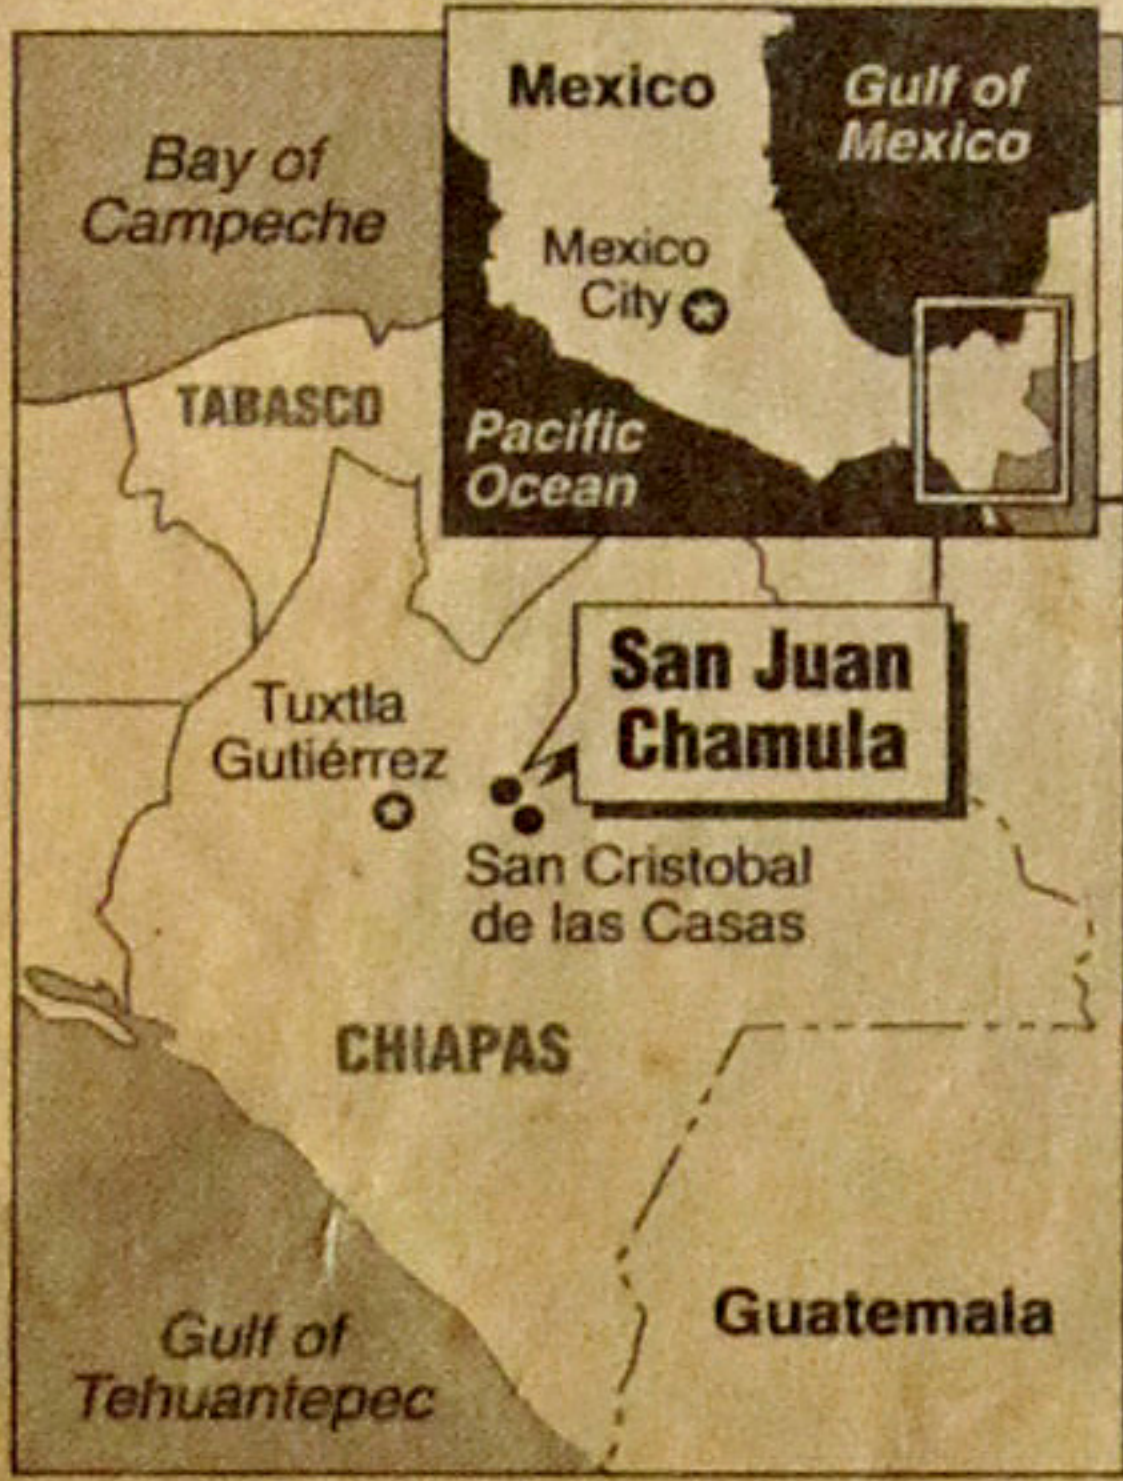 Mexico
Gulf of
Mexico
Mexico
City
Pacific
Ocean
Bay of
Campeche
TABASCO
San Juan
Chamula
Tuxtla
Gutiérrez
San Cristobal
de las Casas
CHIAPAS
Guatemala
Gulf of
Tehuantepec